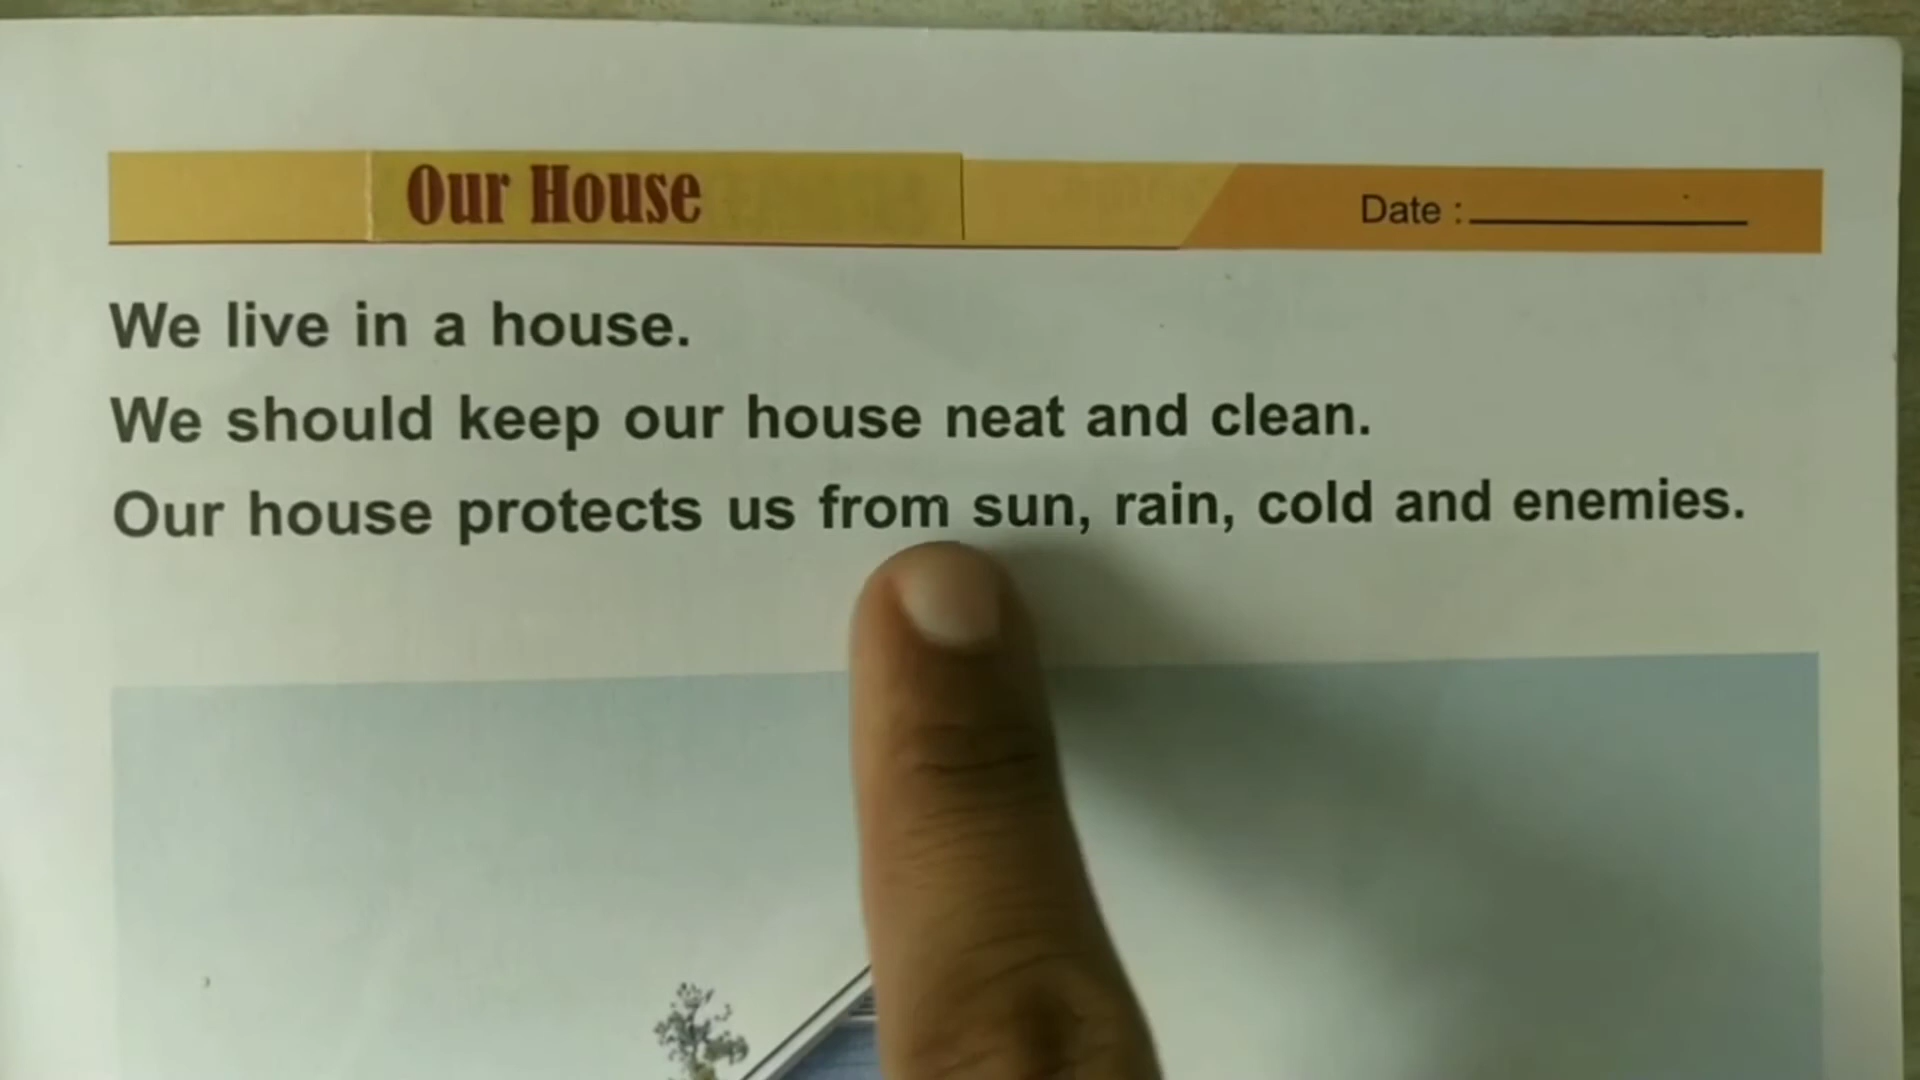 Our House
Date :
We live in a house.
We should keep our house neat and clean.
Our house protects us from sun, rain, cold and enemies.